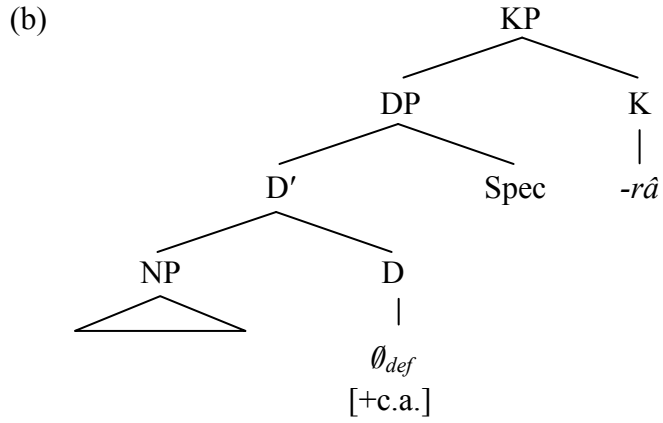 (b) KP
DP K
D′ Spec -râ
NP D
∅def
[+c.a.]